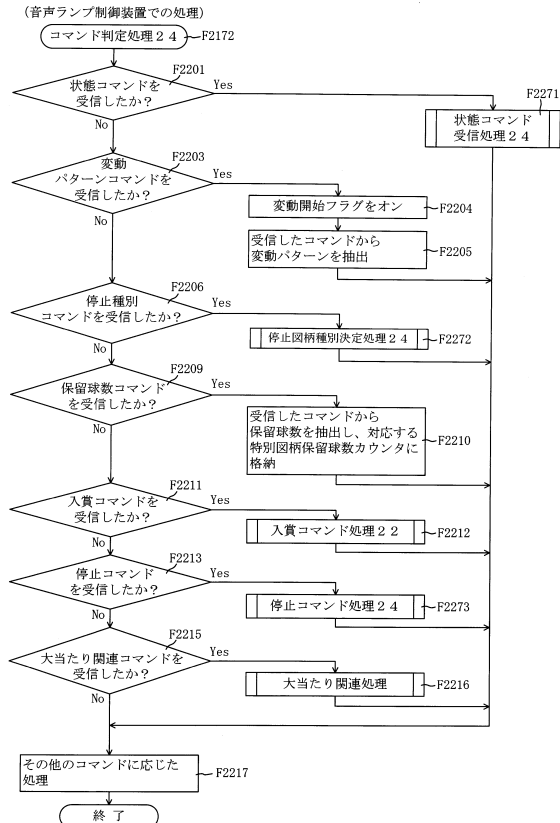 (音声ランプ制御装置での処理)
コマンド判定処理24
F2172
F2201
状態コマンドを
受信したか？
Yes
No
F2271
状態コマンド
受信処理24
F2203
変動
パターンコマンドを
受信したか？
Yes
No
変動開始フラグをオン
F2204
受信したコマンドから
変動パターンを抽出
F2205
F2206
停止種別
コマンドを受信したか？
Yes
No
停止図柄種別決定処理24
F2272
F2209
保留球数コマンド
を受信したか？
Yes
No
受信したコマンドから
保留球数を抽出し、対応する
特別図柄保留球数カウンタに
格納
F2210
F2211
入賞コマンドを
受信したか？
Yes
No
入賞コマンド処理22
F2212
F2213
停止コマンド
を受信したか？
Yes
No
停止コマンド処理24
F2273
F2215
大当たり関連コマンドを
受信したか？
Yes
No
大当たり関連処理
F2216
その他のコマンドに応じた
処理
F2217
終了